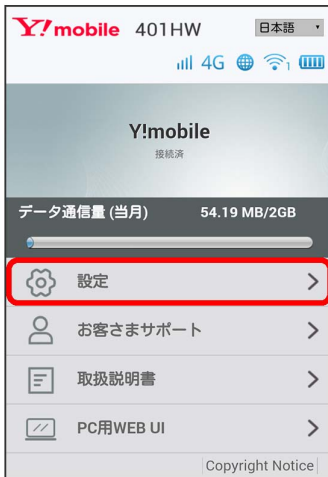 Y!mobile 401HW 日本語
4G 1
Y!mobile
接続済
データ通信量 (当月) 54.19 MB/2GB
設定
お客さまサポート
取扱説明書
PC用WEB UI
Copyright Notice